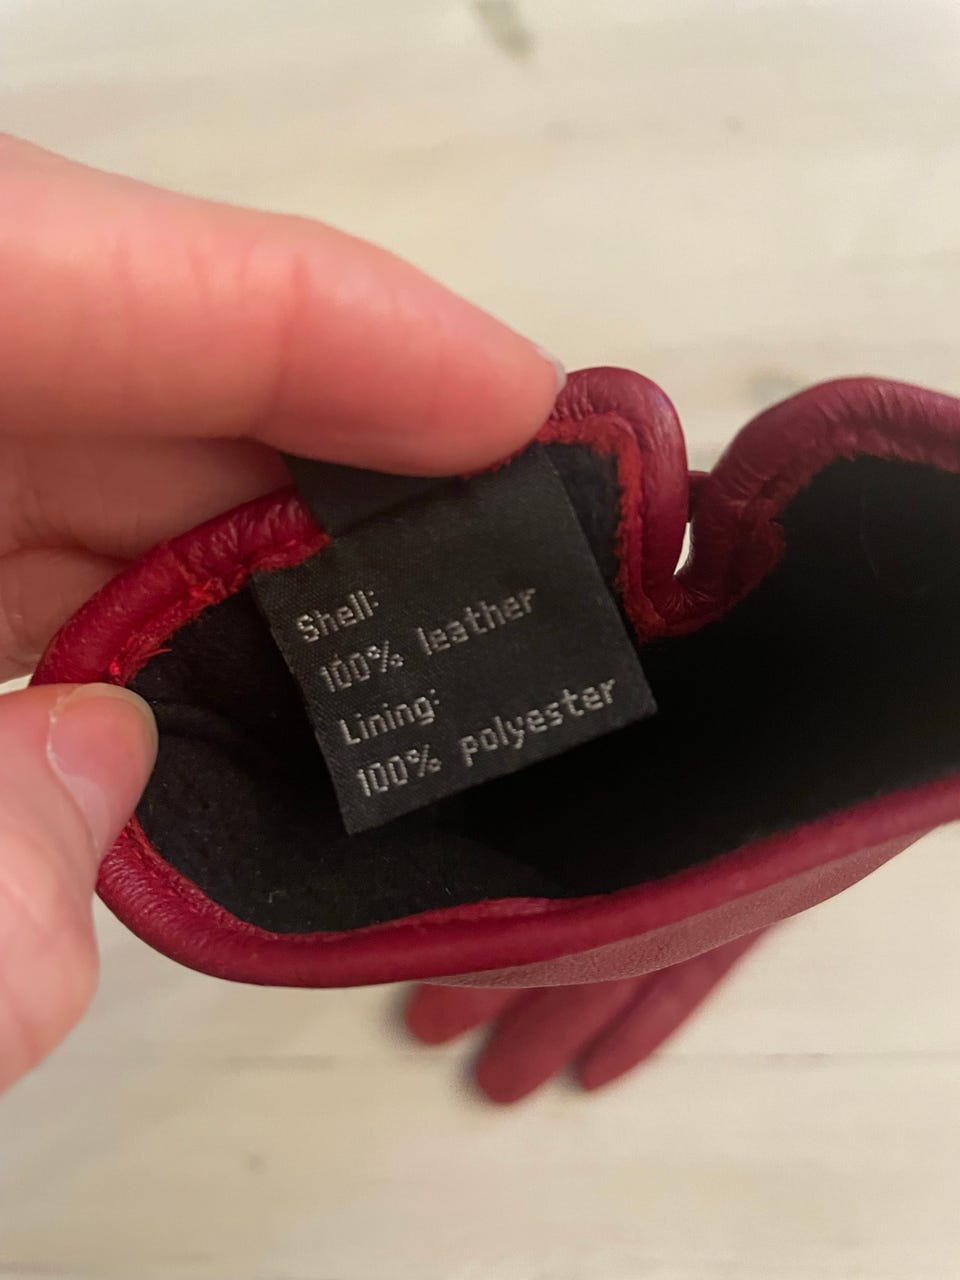 Shell:
100% leather
Lining:
100% polyester